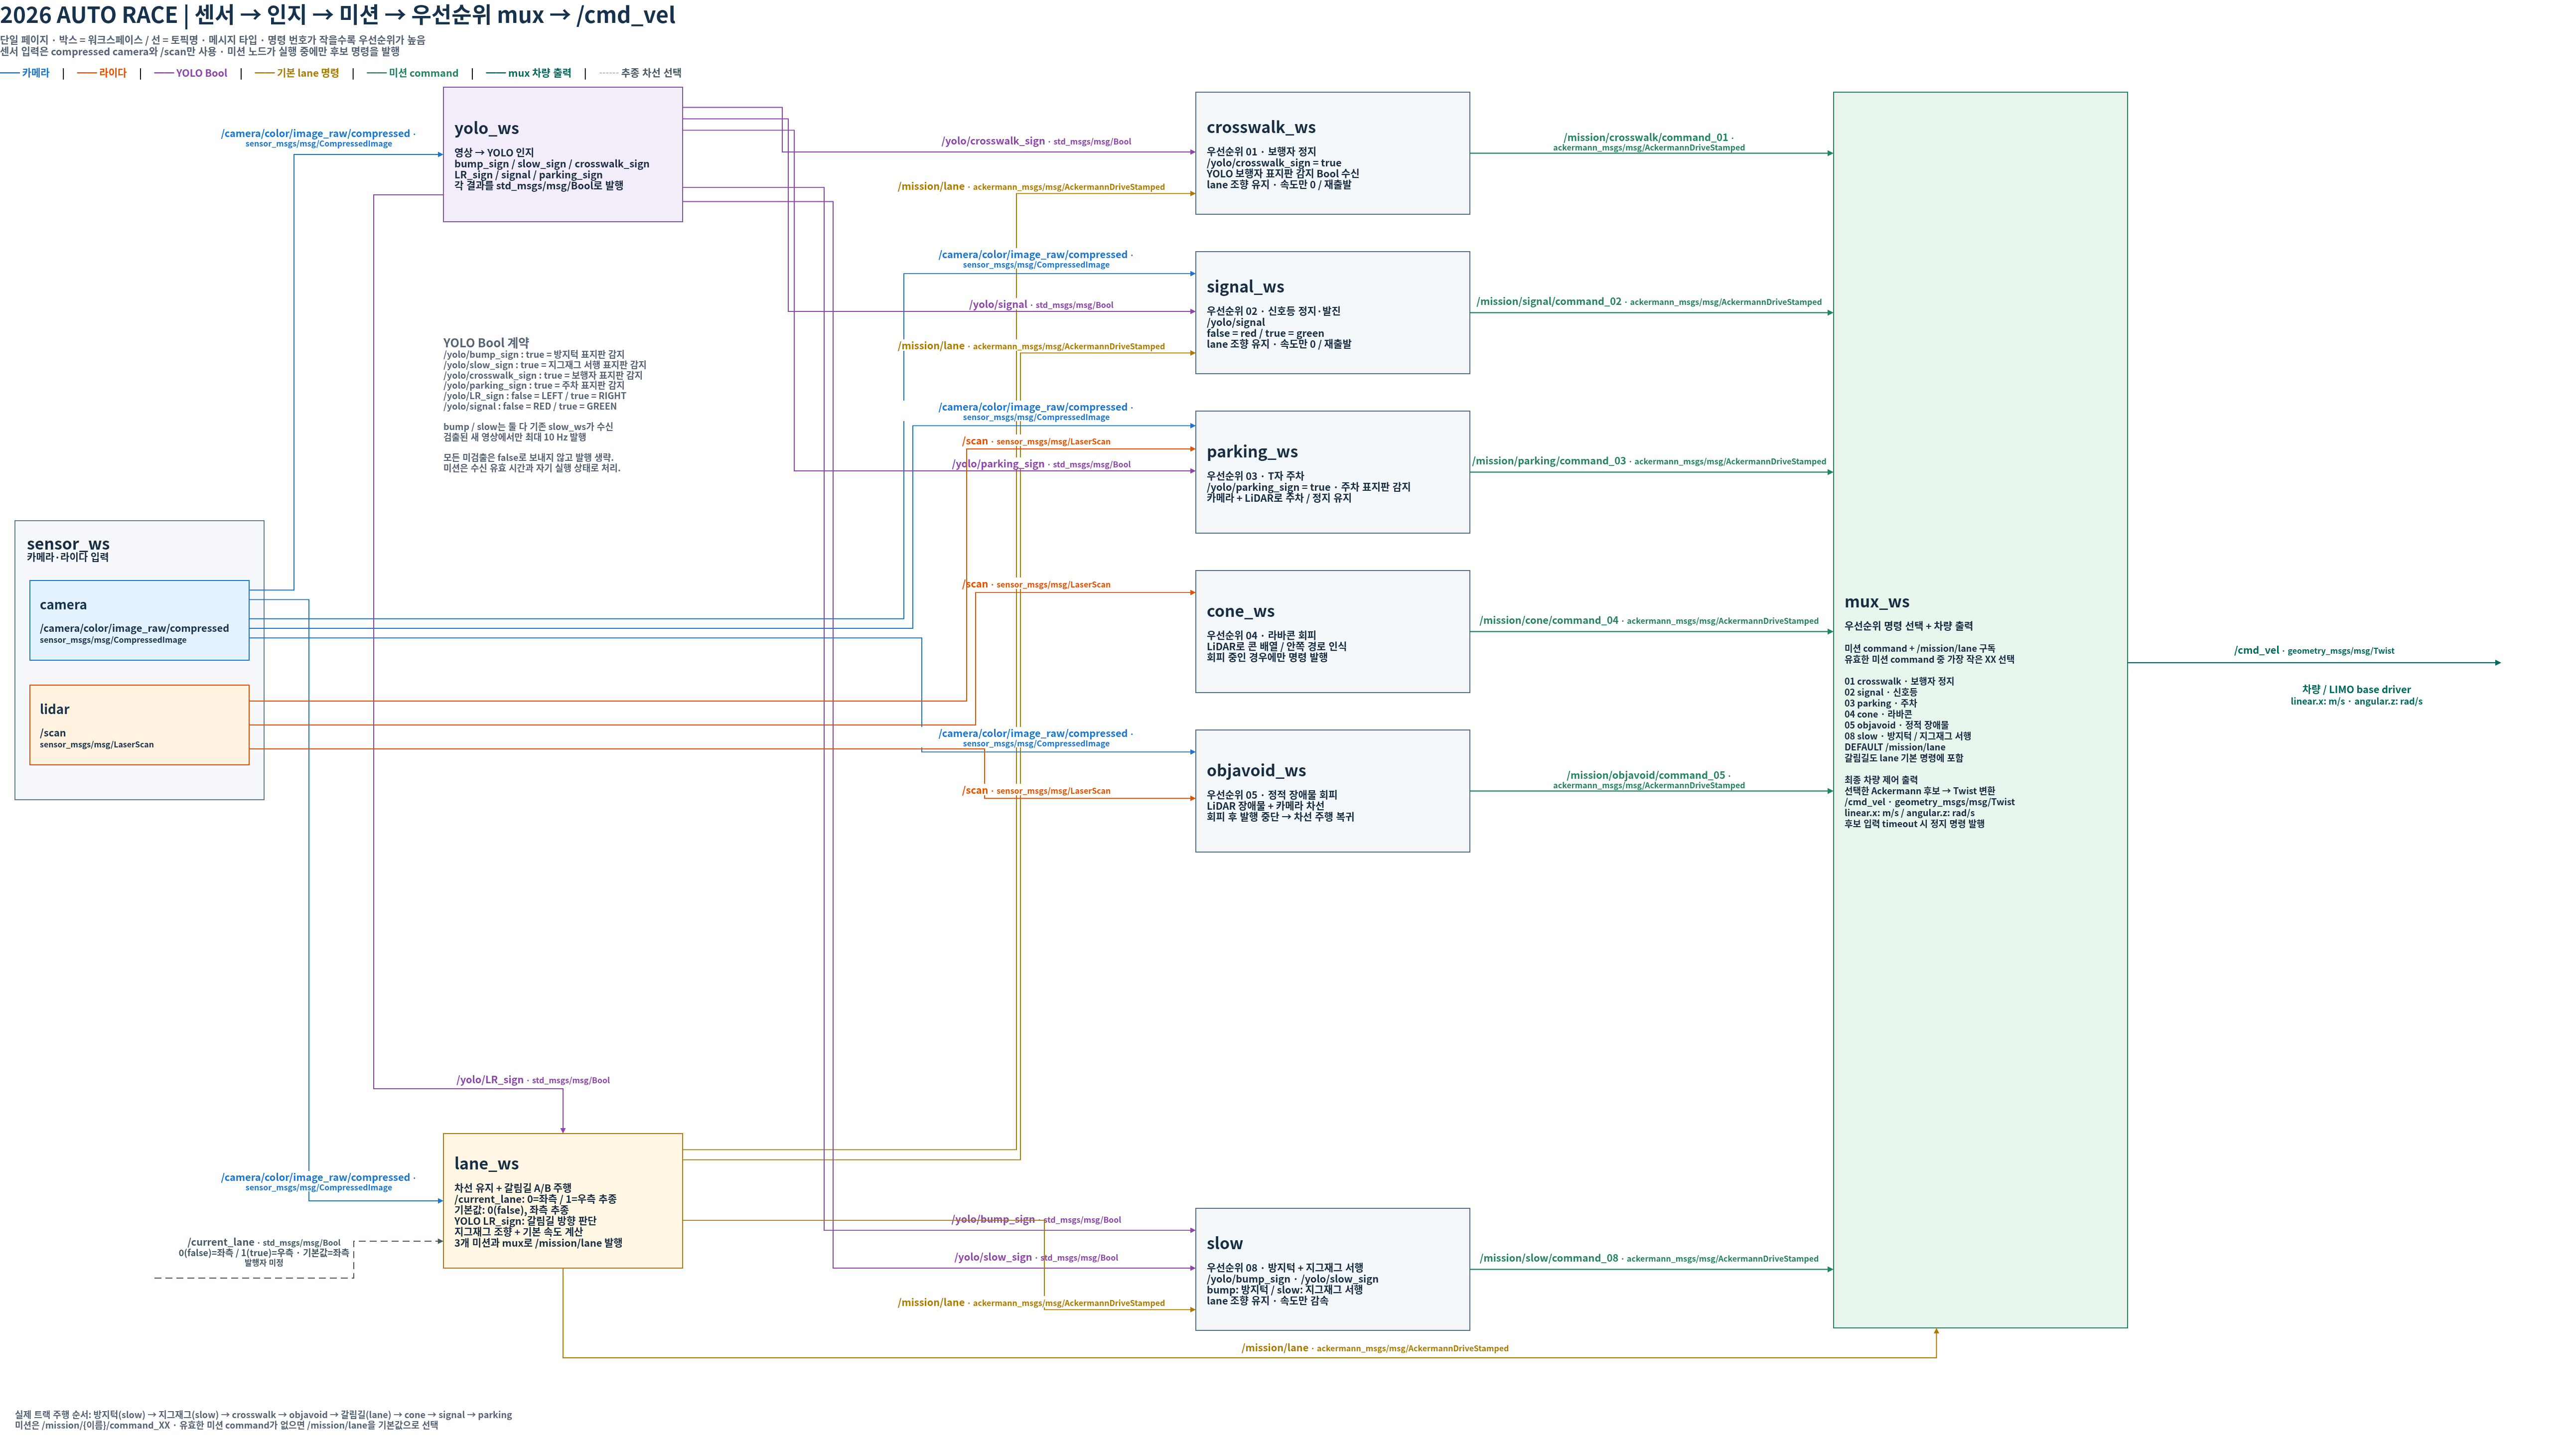 2026 AUTO RACE | 센서 → 인지 → 미션 → 우선순위 mux → /cmd_vel
단일 페이지 · 박스 = 워크스페이스 / 선 = 토픽명 · 메시지 타입 · 명령 번호가 작을수록 우선순위가 높음
센서 입력은 compressed camera와 /scan만 사용 · 미션 노드가 실행 중에만 후보 명령을 발행
카메라 | 라이다 | YOLO Bool | 기본 lane 명령 | 미션 command | mux 차량 출력 | 추종 차선 선택
/camera/color/image_raw/compressed ·
sensor_msgs/msg/CompressedImage
yolo_ws
영상 → YOLO 인지
bump_sign / slow_sign / crosswalk_sign
LR_sign / signal / parking_sign
각 결과를 std_msgs/msg/Bool로 발행
YOLO Bool 계약
/yolo/bump_sign : true = 방지턱 표지판 감지
/yolo/slow_sign : true = 지그재그 서행 표지판 감지
/yolo/crosswalk_sign : true = 보행자 표지판 감지
/yolo/parking_sign : true = 주차 표지판 감지
/yolo/LR_sign : false = LEFT / true = RIGHT
/yolo/signal : false = RED / true = GREEN
bump / slow는 둘 다 기존 slow_ws가 수신
검출된 새 영상에서만 최대 10 Hz 발행
모든 미검출은 false로 보내지 않고 발행 생략.
미션은 수신 유효 시간과 자기 실행 상태로 처리.
sensor_ws
카메라·라이다 입력
camera
/camera/color/image_raw/compressed
sensor_msgs/msg/CompressedImage
lidar
/scan
sensor_msgs/msg/LaserScan
/yolo/LR_sign · std_msgs/msg/Bool
/camera/color/image_raw/compressed ·
sensor_msgs/msg/CompressedImage
/current_lane · std_msgs/msg/Bool
0(false)=좌측 / 1(true)=우측 · 기본값=좌측
발행자 미정
lane_ws
차선 유지 + 갈림길 A/B 주행
/current_lane: 0=좌측 / 1=우측 추종
기본값: 0(false), 좌측 추종
YOLO LR_sign: 갈림길 방향 판단
지그재그 조향 + 기본 속도 계산
3개 미션과 mux로 /mission/lane 발행
/yolo/crosswalk_sign · std_msgs/msg/Bool
/mission/lane · ackermann_msgs/msg/AckermannDriveStamped
crosswalk_ws
우선순위 01 · 보행자 정지
/yolo/crosswalk_sign = true
YOLO 보행자 표지판 감지 Bool 수신
lane 조향 유지 · 속도만 0 / 재출발
/mission/crosswalk/command_01 ·
ackermann_msgs/msg/AckermannDriveStamped
/camera/color/image_raw/compressed ·
sensor_msgs/msg/CompressedImage
/yolo/signal · std_msgs/msg/Bool
/mission/lane · ackermann_msgs/msg/AckermannDriveStamped
signal_ws
우선순위 02 · 신호등 정지·발진
/yolo/signal
false = red / true = green
lane 조향 유지 · 속도만 0 / 재출발
/mission/signal/command_02 · ackermann_msgs/msg/AckermannDriveStamped
/camera/color/image_raw/compressed ·
sensor_msgs/msg/CompressedImage
/scan · sensor_msgs/msg/LaserScan
/yolo/parking_sign · std_msgs/msg/Bool
parking_ws
우선순위 03 · T자 주차
/yolo/parking_sign = true · 주차 표지판 감지
카메라 + LiDAR로 주차 / 정지 유지
/mission/parking/command_03 · ackermann_msgs/msg/AckermannDriveStamped
/scan · sensor_msgs/msg/LaserScan
cone_ws
우선순위 04 · 라바콘 회피
LiDAR로 콘 배열 / 안쪽 경로 인식
회피 중인 경우에만 명령 발행
/mission/cone/command_04 · ackermann_msgs/msg/AckermannDriveStamped
/camera/color/image_raw/compressed ·
sensor_msgs/msg/CompressedImage
/scan · sensor_msgs/msg/LaserScan
objavoid_ws
우선순위 05 · 정적 장애물 회피
LiDAR 장애물 + 카메라 차선
회피 후 발행 중단 → 차선 주행 복귀
/mission/objavoid/command_05 ·
ackermann_msgs/msg/AckermannDriveStamped
/yolo/bump_sign · std_msgs/msg/Bool
/yolo/slow_sign · std_msgs/msg/Bool
/mission/lane · ackermann_msgs/msg/AckermannDriveStamped
slow
우선순위 08 · 방지턱 + 지그재그 서행
/yolo/bump_sign · /yolo/slow_sign
bump: 방지턱 / slow: 지그재그 서행
lane 조향 유지 · 속도만 감속
/mission/slow/command_08 · ackermann_msgs/msg/AckermannDriveStamped
/mission/lane · ackermann_msgs/msg/AckermannDriveStamped
mux_ws
우선순위 명령 선택 + 차량 출력
미션 command + /mission/lane 구독
유효한 미션 command 중 가장 작은 XX 선택
01 crosswalk · 보행자 정지
02 signal · 신호등
03 parking · 주차
04 cone · 라바콘
05 objavoid · 정적 장애물
08 slow · 방지턱 / 지그재그 서행
DEFAULT /mission/lane
갈림길도 lane 기본 명령에 포함
최종 차량 제어 출력
선택한 Ackermann 후보 → Twist 변환
/cmd_vel · geometry_msgs/msg/Twist
linear.x: m/s / angular.z: rad/s
후보 입력 timeout 시 정지 명령 발행
/cmd_vel · geometry_msgs/msg/Twist
차량 / LIMO base driver
linear.x: m/s · angular.z: rad/s
실제 트랙 주행 순서: 방지턱(slow) → 지그재그(slow) → crosswalk → objavoid → 갈림길(lane) → cone → signal → parking
미션은 /mission/{이름}/command_XX · 유효한 미션 command가 없으면 /mission/lane을 기본값으로 선택